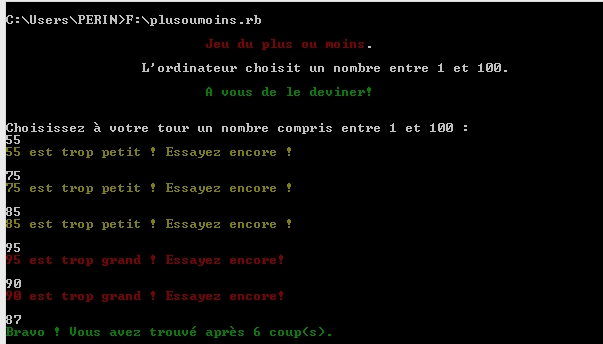 C:\Users\PERIN>F:\plusoumoins.rb
Jeu du plus ou moins.
L'ordinateur choisit un nombre entre 1 et 100.
A vous de le deviner!
Choisissez à votre tour un nombre compris entre 1 et 100 :
55
55 est trop petit ! Essayez encore !
75
75 est trop petit ! Essayez encore !
85
85 est trop petit ! Essayez encore !
95
95 est trop grand ! Essayez encore!
90
90 est trop grand ! Essayez encore!
87
Bravo ! Vous avez trouvé après 6 coup(s).